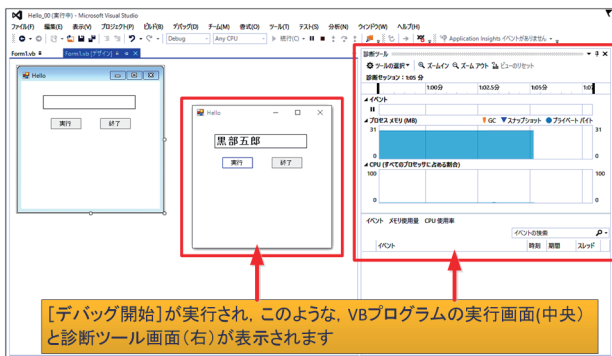 Hello_00 (実行中) - Microsoft Visual Studio
ファイル(F) 編集(E) 表示(V) プロジェクト(P) ビルド(B) デバッグ(D) チーム(M) 書式(O) ツール(T) テスト(S) 分析(N) ウィンドウ(W) ヘルプ(H)
Debug Any CPU 続行(C) Application Insights イベントがありません
Form1.vb Form1.vb [デザイン]
Hello
実行 終了
Hello
黒部五郎
実行 終了
診断ツール
ツールの選択 ズームイン ズーム アウト ビューのリセット
診断セッション: 1:05 分
1:00分 1:02.5分 1:05分
イベント
プロセス メモリ (MB) GC スナップショット プライベート バイト
31 31
0 0
CPU (すべてのプロセッサに占める割合)
100 100
0 0
イベント メモリ使用量 CPU 使用率
イベントの検索
イベント 時刻 期間 スレッド
[デバッグ開始]が実行され，このような，VBプログラムの実行画面(中央)
と診断ツール画面(右)が表示されます